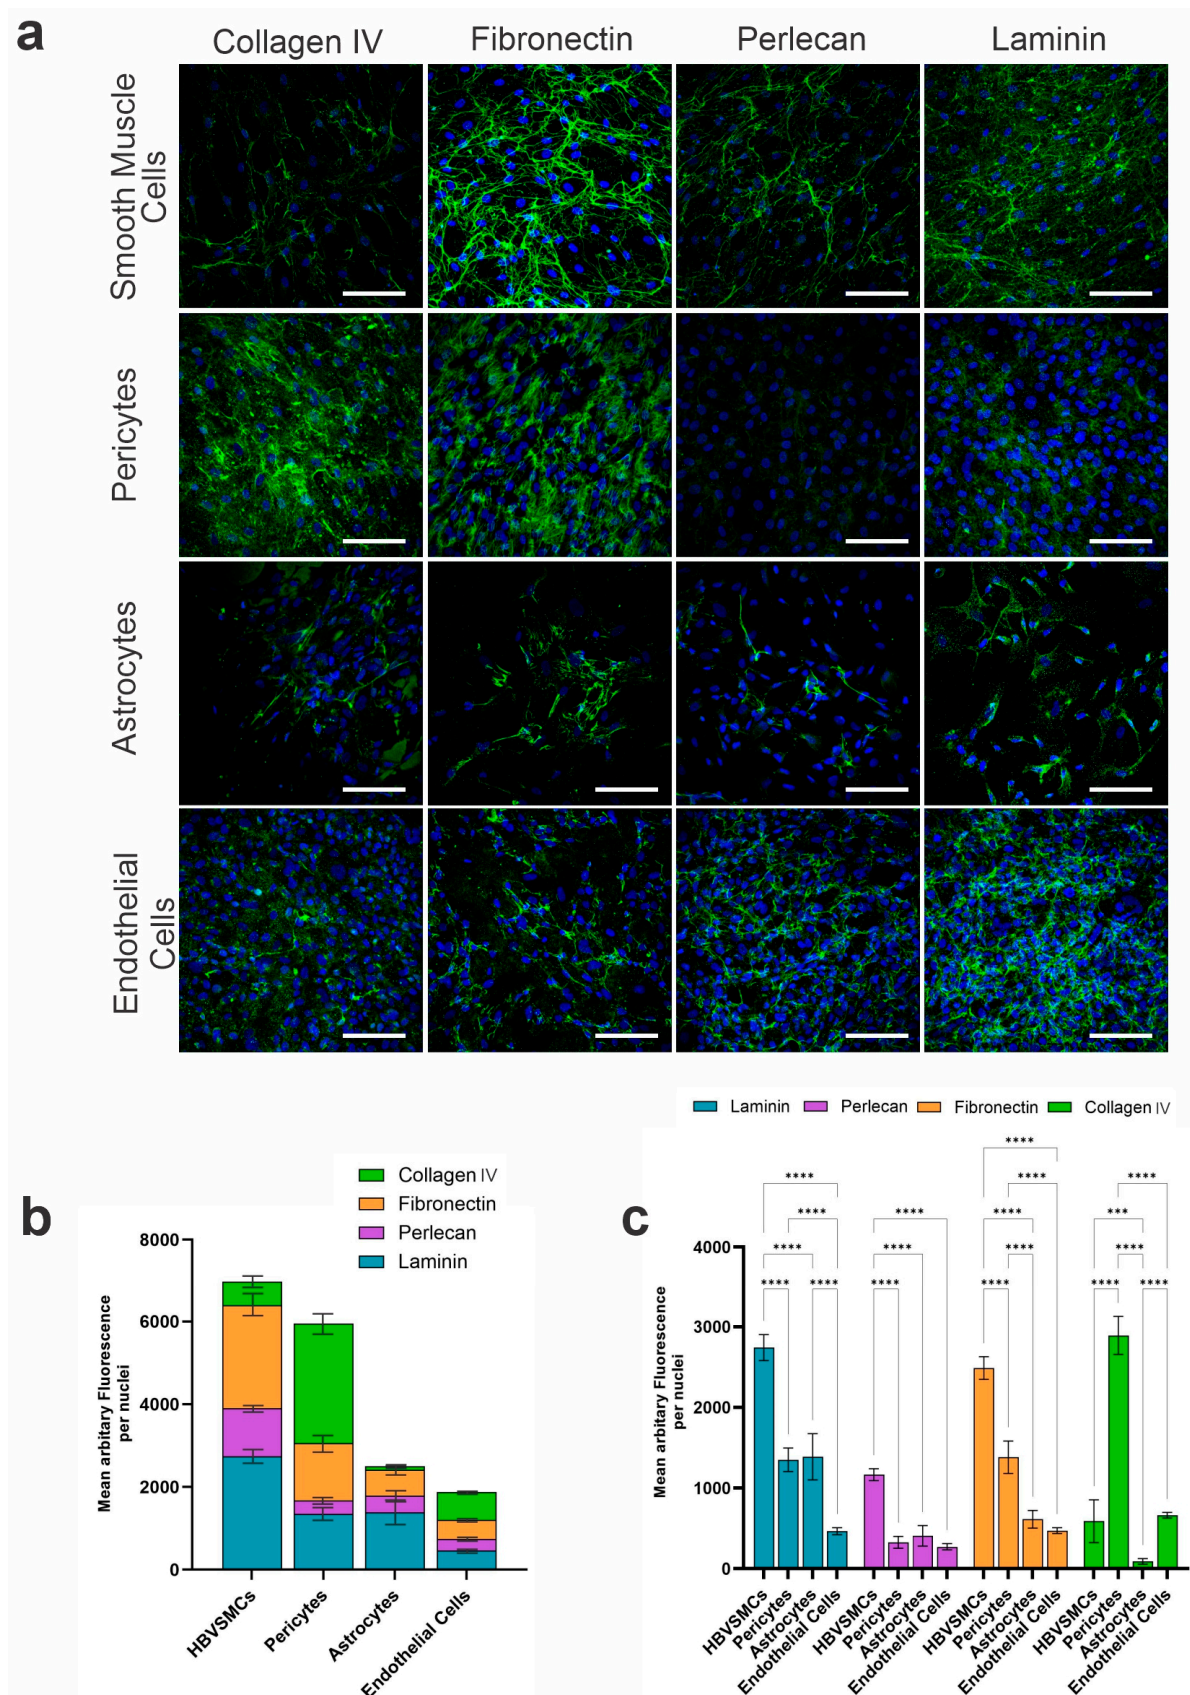 a
Collagen IV
Fibronectin
Perlecan
Laminin
Smooth Muscle
Cells
Pericytes
Astrocytes
Endothelial
Cells
b
Collagen IV
Fibronectin
Perlecan
Laminin
Mean arbitary Fluorescence
per nuclei
8000
6000
4000
2000
0
HBVSMCs
Pericytes
Astrocytes
Endothelial Cells
c
Laminin
Perlecan
Fibronectin
Collagen IV
****
****
****
****
****
****
****
***
****
****
****
****
****
****
****
****
****
****
****
****
Mean arbitary Fluorescence
per nuclei
4000
3000
2000
1000
0
HBVSMCs
Pericytes
Astrocytes
Endothelial Cells
HBVSMCs
Pericytes
Astrocytes
Endothelial Cells
HBVSMCs
Pericytes
Astrocytes
Endothelial Cells
HBVSMCs
Pericytes
Astrocytes
Endothelial Cells